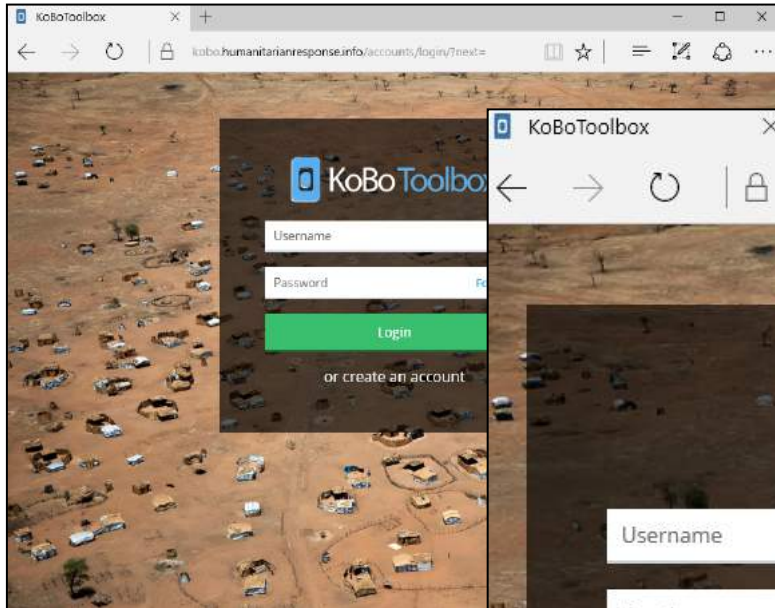 KoBoToolbox
kobo.humanitarianresponse.info/accounts/login/?next=
KoBo Toolbox
Username
Password
Login
or create an account
KoBoToolbox
Username